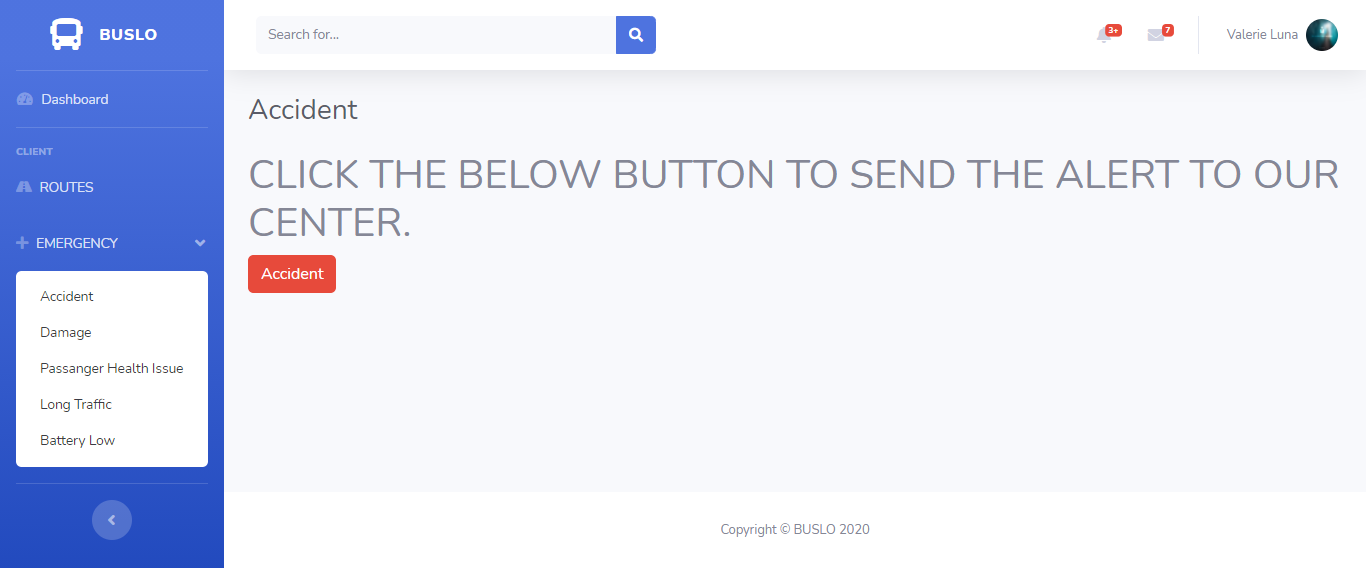 BUSLO
Search for...
3+
7
Valerie Luna
Dashboard
CLIENT
ROUTES
EMERGENCY
Accident
Damage
Passanger Health Issue
Long Traffic
Battery Low
Accident
CLICK THE BELOW BUTTON TO SEND THE ALERT TO OUR
CENTER.
Accident
Copyright © BUSLO 2020